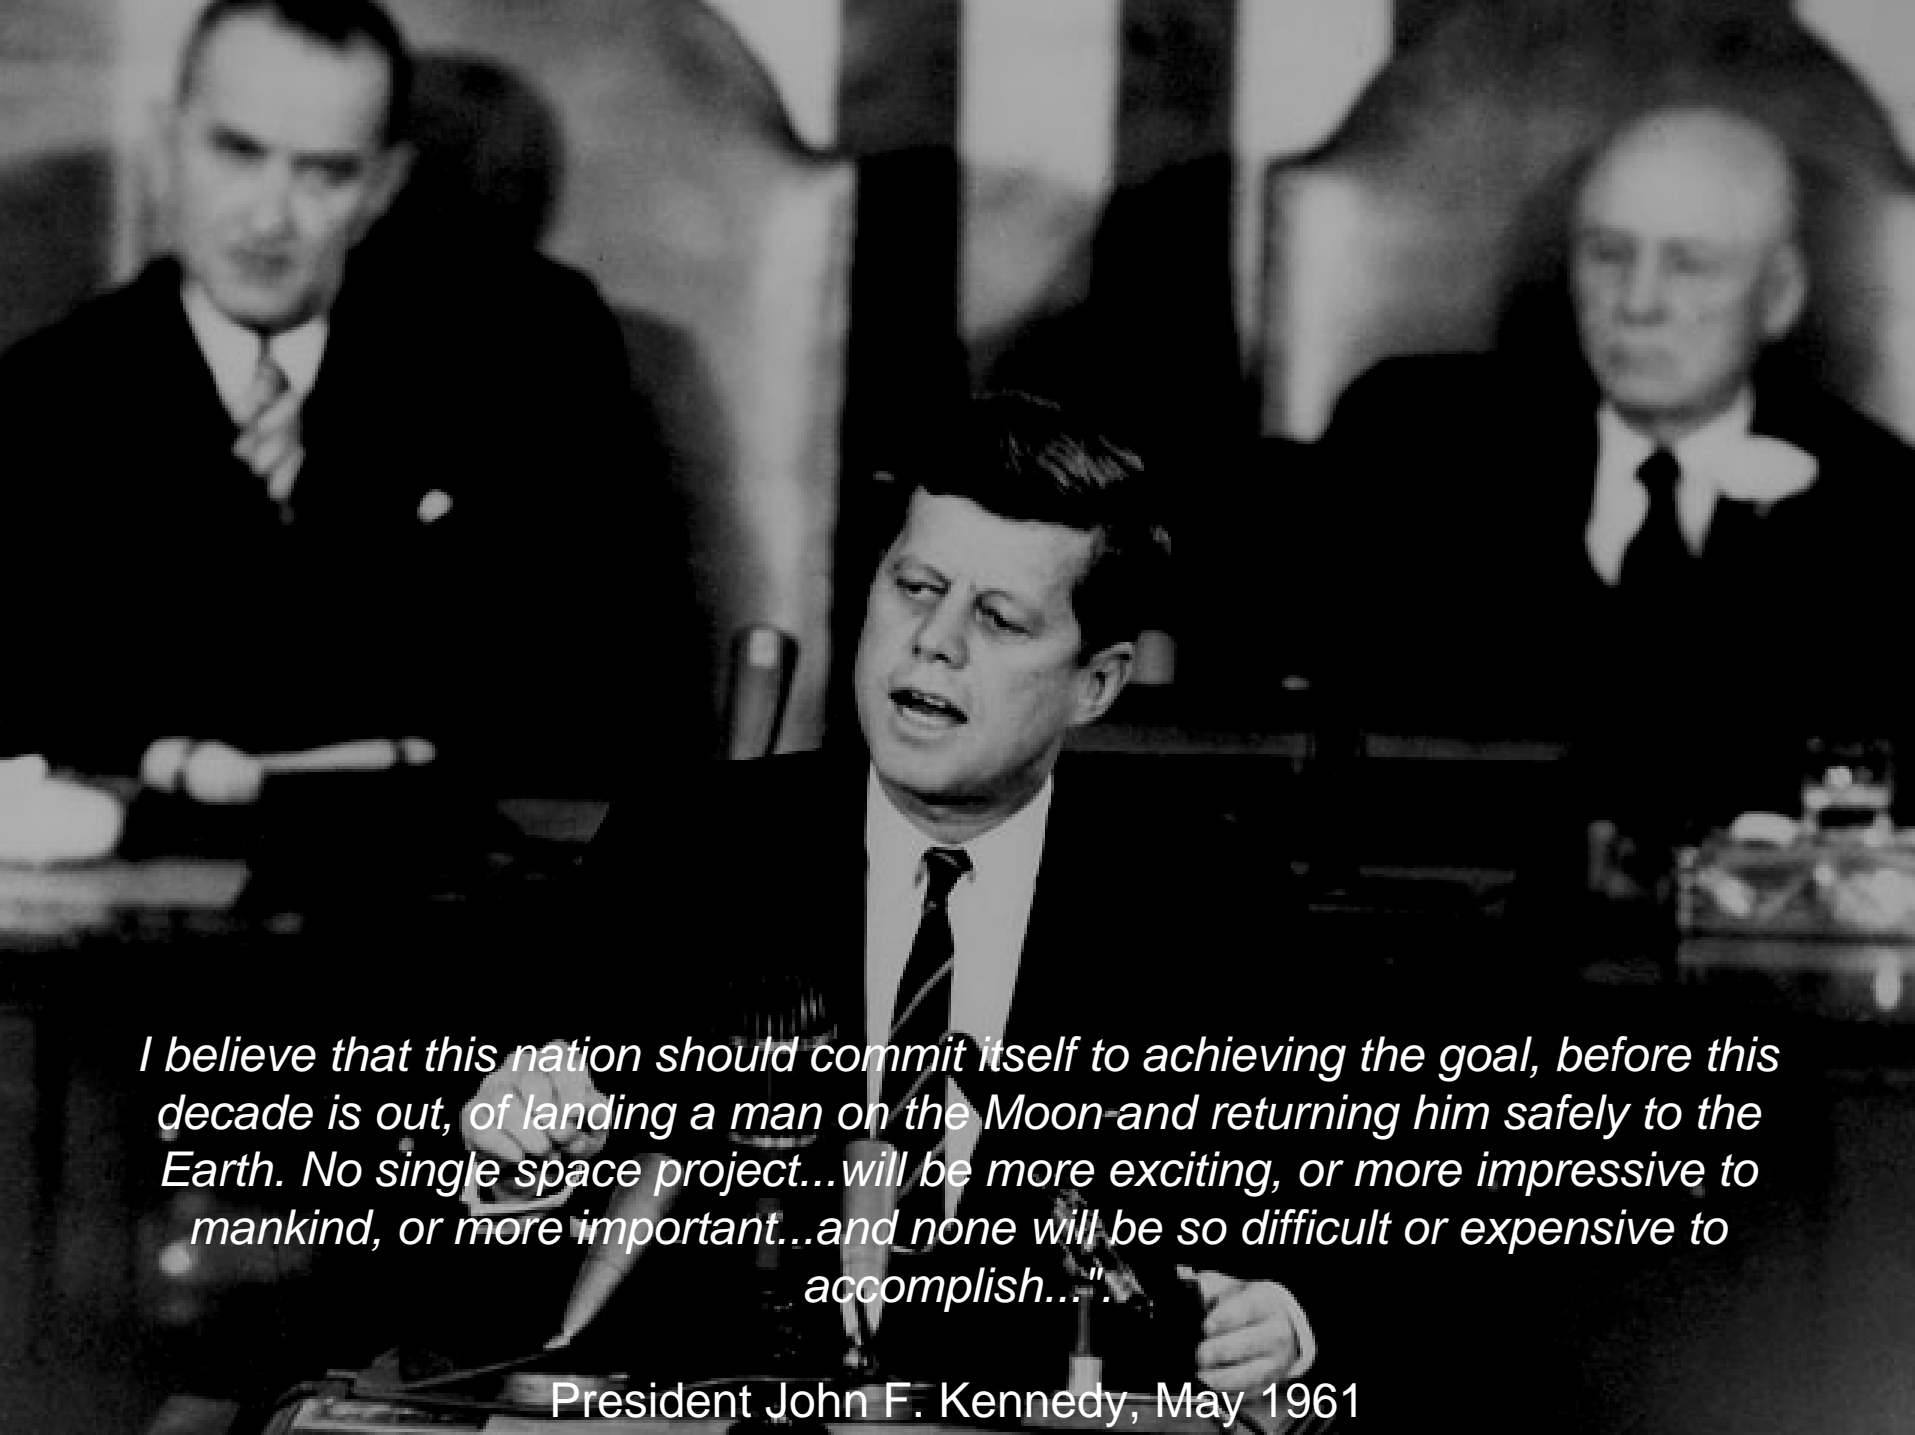 I believe that this nation should commit itself to achieving the goal, before this
decade is out, of landing a man on the Moon-and returning him safely to the
Earth. No single space project...will be more exciting, or more impressive to
mankind, or more important...and none will be so difficult or expensive to
accomplish...".
President John F. Kennedy, May 1961